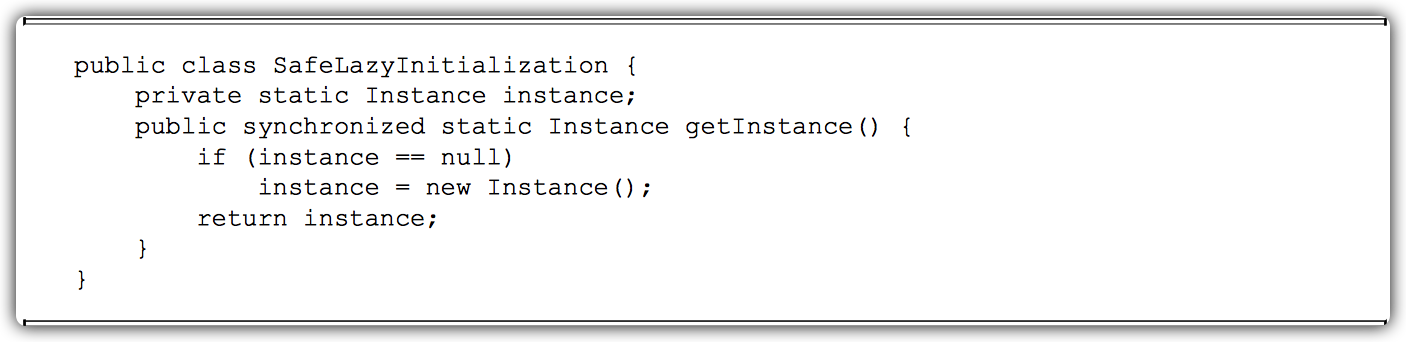 public class SafeLazyInitialization {
    private static Instance instance;
    public synchronized static Instance getInstance() {
        if (instance == null)
            instance = new Instance();
        return instance;
    }
}